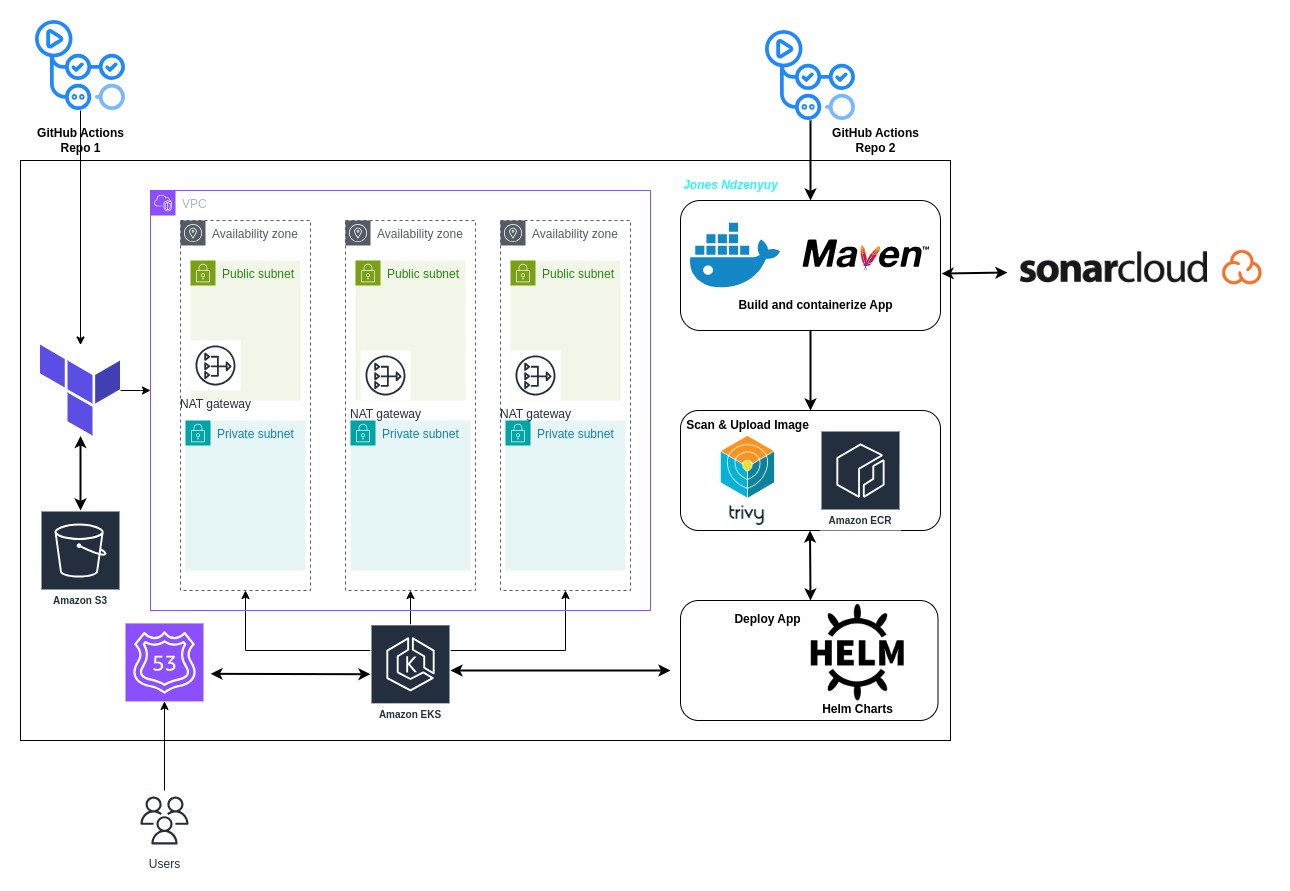 GitHub Actions
Repo 1
GitHub Actions
Repo 2
Jones Ndzenyuy
VPC
Availability zone
Availability zone
Availability zone
Public subnet
Public subnet
Public subnet
NAT gateway
NAT gateway
NAT gateway
Private subnet
Private subnet
Private subnet
Maven™
Build and containerize App
sonarcloud
Scan & Upload Image
trivy
Amazon ECR
Amazon S3
53
K
Amazon EKS
Deploy App
HELM
Helm Charts
Users